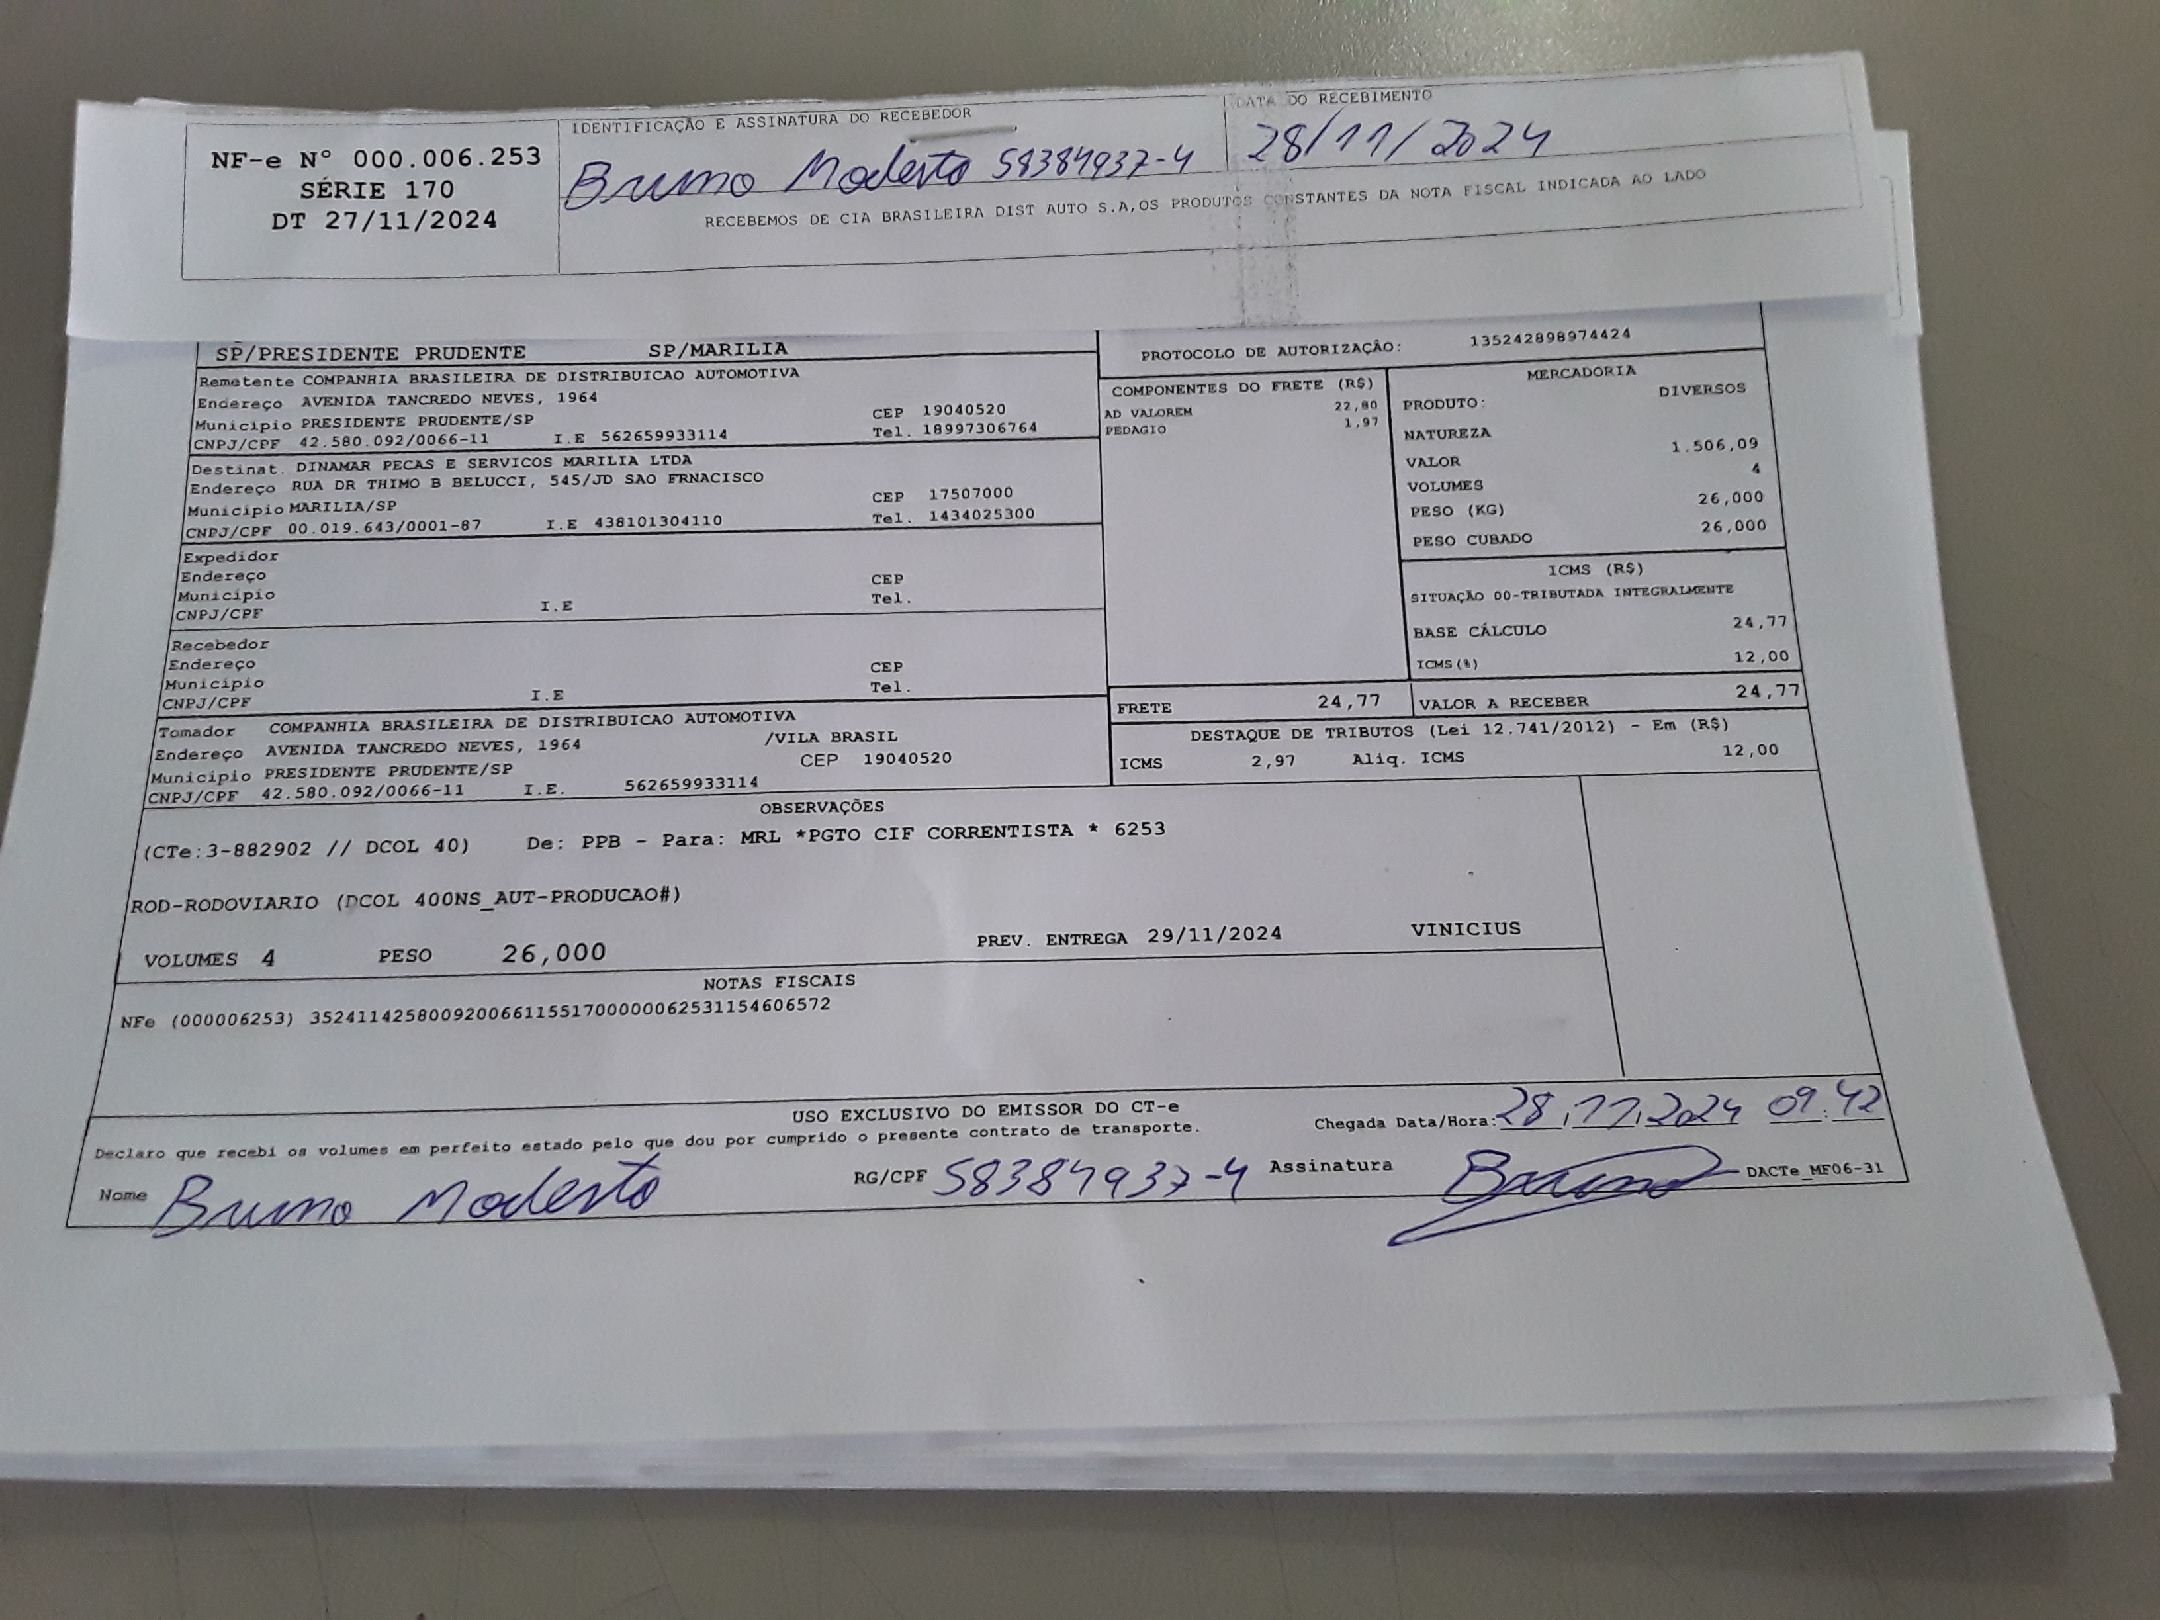 NF-e N° 000.006.253
SÉRIE 170
DT 27/11/2024
IDENTIFICAÇÃO E ASSINATURA DO RECEBEDOR
Bruno Modesto 58384937-4
DATA DO RECEBIMENTO
28/11/2024
RECEBEMOS DE CIA BRASILEIRA DIST AUTO S.A,OS PRODUTOS CONSTANTES DA NOTA FISCAL INDICADA AO LADO
SP/PRESIDENTE PRUDENTE SP/MARILIA
PROTOCOLO DE AUTORIZAÇÃO: 135242898974424
Remetente COMPANHIA BRASILEIRA DE DISTRIBUICAO AUTOMOTIVA
Endereço AVENIDA TANCREDO NEVES, 1964
CEP 19040520
Municipio PRESIDENTE PRUDENTE/SP
Tel. 18997306764
CNPJ/CPF 42.580.092/0066-11 I.E 562659933114
Destinat. DINAMAR PECAS E SERVICOS MARILIA LTDA
Endereço RUA DR THIMO B BELUCCI, 545/JD SAO FRNACISCO
CEP 17507000
Municipio MARILIA/SP
Tel. 1434025300
CNPJ/CPF 00.019.643/0001-87 I.E 438101304110
Expedidor
Endereço
CEP
Município
Tel.
CNPJ/CPF I.E
Recebedor
Endereço
CEP
Município
Tel.
CNPJ/CPF I.E
Tomador COMPANHIA BRASILEIRA DE DISTRIBUICAO AUTOMOTIVA
Endereço AVENIDA TANCREDO NEVES, 1964 /VILA BRASIL
Municipio PRESIDENTE PRUDENTE/SP CEP 19040520
CNPJ/CPF 42.580.092/0066-11 I.E. 562659933114
COMPONENTES DO FRETE (R$)
AD VALOREM 22,80
PEDAGIO 1,97
MERCADORIA
PRODUTO: DIVERSOS
NATUREZA
VALOR 1.506,09
VOLUMES 4
PESO (KG) 26,000
PESO CUBADO 26,000
ICMS (R$)
SITUAÇÃO 00-TRIBUTADA INTEGRALMENTE
BASE CÁLCULO 24,77
ICMS(%) 12,00
FRETE 24,77 VALOR A RECEBER 24,77
DESTAQUE DE TRIBUTOS (Lei 12.741/2012) - Em (R$)
ICMS 2,97 Aliq. ICMS 12,00
OBSERVAÇÕES
(CTe:3-882902 // DCOL 40) De: PPB - Para: MRL *PGTO CIF CORRENTISTA * 6253
ROD-RODOVIARIO (DCOL 400NS_AUT-PRODUCAO#)
VOLUMES 4 PESO 26,000 PREV. ENTREGA 29/11/2024 VINICIUS
NOTAS FISCAIS
NFe (000006253) 35241142580092006611551700000062531154606572
USO EXCLUSIVO DO EMISSOR DO CT-e
Declaro que recebi os volumes em perfeito estado pelo que dou por cumprido o presente contrato de transporte.
Chegada Data/Hora: 28.11.2024 09:42
Nome Bruno Modesto RG/CPF 58384937-4 Assinatura Bruno DACTe_MF06-31